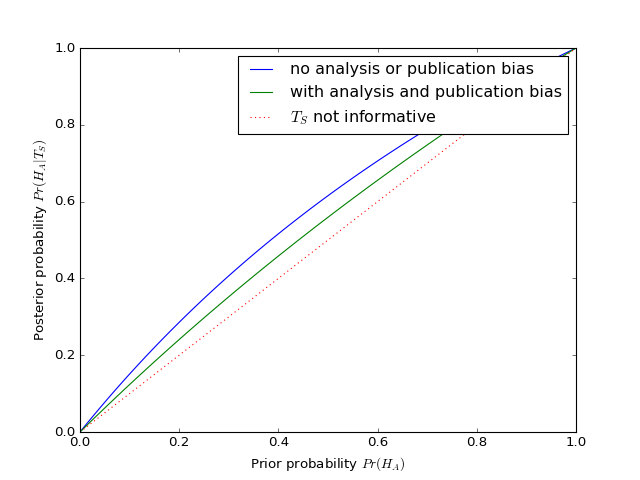 1.0
0.8
0.6
0.4
0.2
0.0
0.0 0.2 0.4 0.6 0.8 1.0
Posterior probability Pr(H_A|T_S)
Prior probability Pr(H_A)
no analysis or publication bias
with analysis and publication bias
T_S not informative